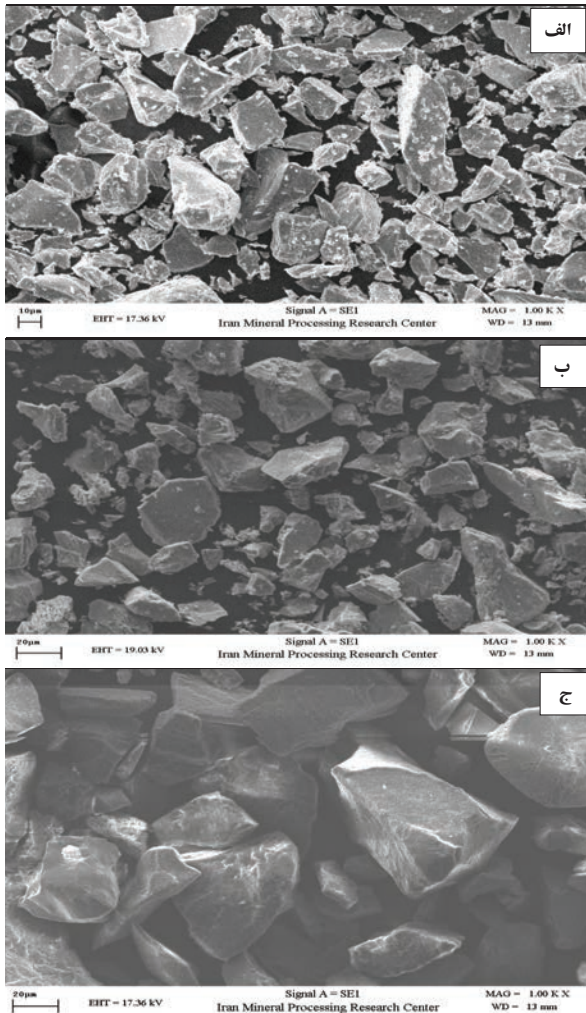 الف
10µm
EHT = 17.36 kV
Signal A = SE1
Iran Mineral Processing Research Center
MAG = 1.00 K X
WD = 13 mm
ب
20µm
EHT = 19.03 kV
Signal A = SE1
Iran Mineral Processing Research Center
MAG = 1.00 K X
WD = 13 mm
ج
20µm
EHT = 17.36 kV
Signal A = SE1
Iran Mineral Processing Research Center
MAG = 1.00 K X
WD = 13 mm